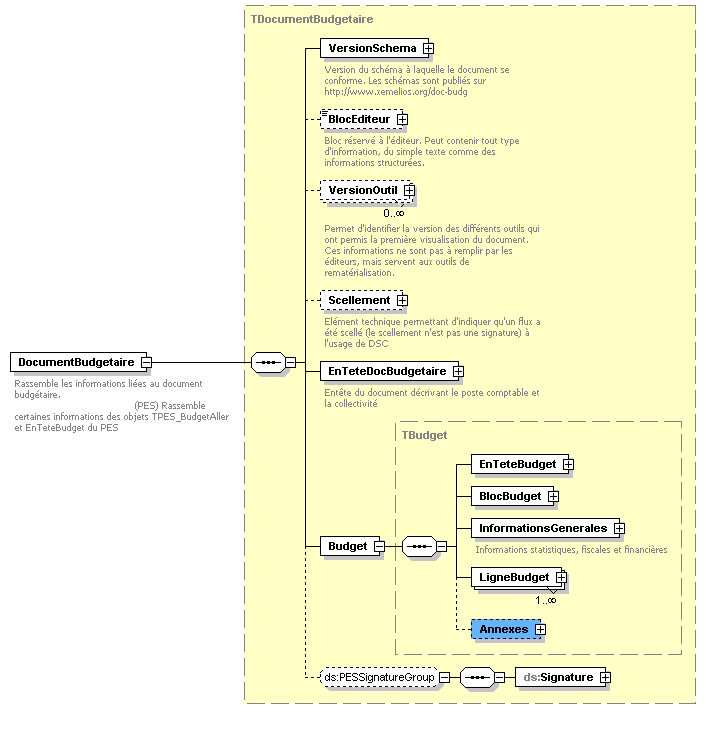 TDocumentBudgetaire
VersionSchema
Version du schéma à laquelle le document se
conforme. Les schémas sont publiés sur
http://www.xemelios.org/doc-budg
BlocEditeur
Bloc réservé à l'éditeur. Peut contenir tout type
d'information, du simple texte comme des
informations structurées.
VersionOutil
0..∞
Permet d'identifier la version des différents outils qui
ont permis la première visualisation du document.
Ces informations ne sont pas à remplir par les
éditeurs, mais servent aux outils de
rematérialisation.
Scellement
Elément technique permettant d'indiquer qu'un flux a
été scellé (le scellement n'est pas une signature) à
l'usage de DSC
DocumentBudgetaire
Rassemble les informations liées au document
budgétaire.
(PES) Rassemble
certaines informations des objets TPES_BudgetAller
et EnTeteBudget du PES
EnTeteDocBudgetaire
Entête du document décrivant le poste comptable et
la collectivité
TBudget
EnTeteBudget
BlocBudget
InformationsGenerales
Informations statistiques, fiscales et financières
Budget
LigneBudget
1..∞
Annexes
ds:PESSignatureGroup
ds:Signature